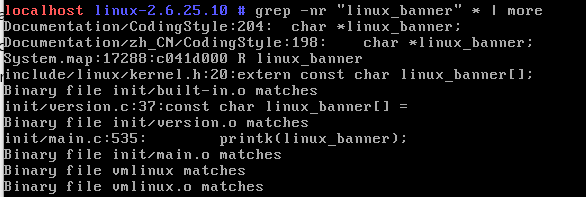 localhost linux-2.6.25.10 # grep -nr "linux_banner" * | more
Documentation/CodingStyle:204:  char *linux_banner;
Documentation/zh_CN/CodingStyle:198:    char *linux_banner;
System.map:17288:c041d000 R linux_banner
include/linux/kernel.h:20:extern const char linux_banner[];
Binary file init/built-in.o matches
init/version.c:37:const char linux_banner[] =
Binary file init/version.o matches
init/main.c:535:        printk(linux_banner);
Binary file init/main.o matches
Binary file vmlinux matches
Binary file vmlinux.o matches